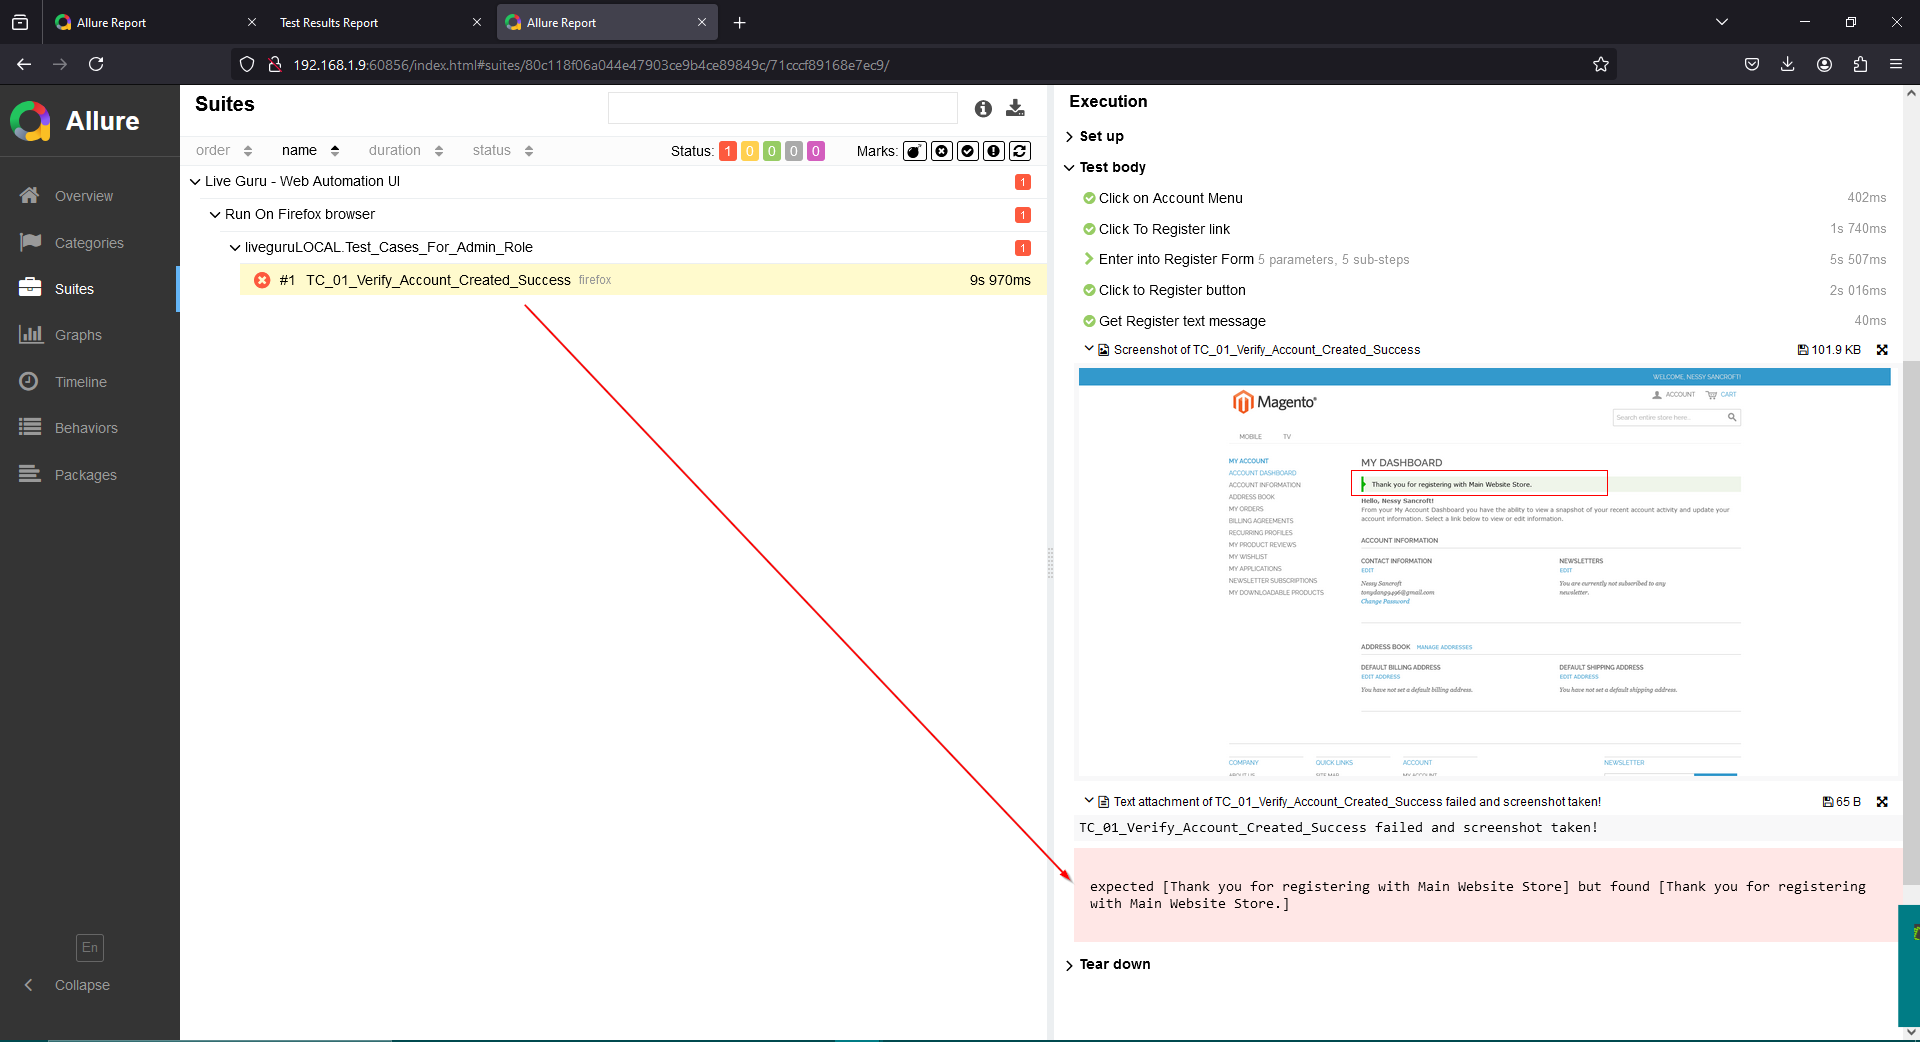 Allure Report
Test Results Report
Allure Report
192.168.1.9:60856/index.html#suites/80c118f06a044e47903ce9b4ce89849c/71cccf89168e7ec9/
Allure
Overview
Categories
Suites
Graphs
Timeline
Behaviors
Packages
En
Collapse
Suites
order name duration status Status: 1 0 0 0 0 Marks:
Live Guru - Web Automation UI 1
Run On Firefox browser 1
liveguruLOCAL.Test_Cases_For_Admin_Role 1
#1 TC_01_Verify_Account_Created_Success firefox 9s 970ms
Execution
Set up
Test body
Click on Account Menu 402ms
Click To Register link 1s 740ms
Enter into Register Form 5 parameters, 5 sub-steps 5s 507ms
Click to Register button 2s 016ms
Get Register text message 40ms
Screenshot of TC_01_Verify_Account_Created_Success 101.9 KB
WELCOME, NESSY SANCROFT!
Magento®
ACCOUNT CART
Search entire store here...
MOBILE TV
MY ACCOUNT
ACCOUNT DASHBOARD
ACCOUNT INFORMATION
ADDRESS BOOK
MY ORDERS
BILLING AGREEMENTS
RECURRING PROFILES
MY PRODUCT REVIEWS
MY WISHLIST
MY APPLICATIONS
NEWSLETTER SUBSCRIPTIONS
MY DOWNLOADABLE PRODUCTS
MY DASHBOARD
Thank you for registering with Main Website Store.
Hello, Nessy Sancroft!
From your My Account Dashboard you have the ability to view a snapshot of your recent account activity and update your
account information. Select a link below to view or edit information.
ACCOUNT INFORMATION
CONTACT INFORMATION NEWSLETTERS
EDIT EDIT
Nessy Sancroft You are currently not subscribed to any
tonydang9496@gmail.com newsletter.
Change Password
ADDRESS BOOK MANAGE ADDRESSES
DEFAULT BILLING ADDRESS DEFAULT SHIPPING ADDRESS
EDIT ADDRESS EDIT ADDRESS
You have not set a default billing address. You have not set a default shipping address.
COMPANY QUICK LINKS ACCOUNT NEWSLETTER
ABOUT US SITE MAP MY ACCOUNT
Text attachment of TC_01_Verify_Account_Created_Success failed and screenshot taken! 65 B
TC_01_Verify_Account_Created_Success failed and screenshot taken!
expected [Thank you for registering with Main Website Store] but found [Thank you for registering
with Main Website Store.]
Tear down